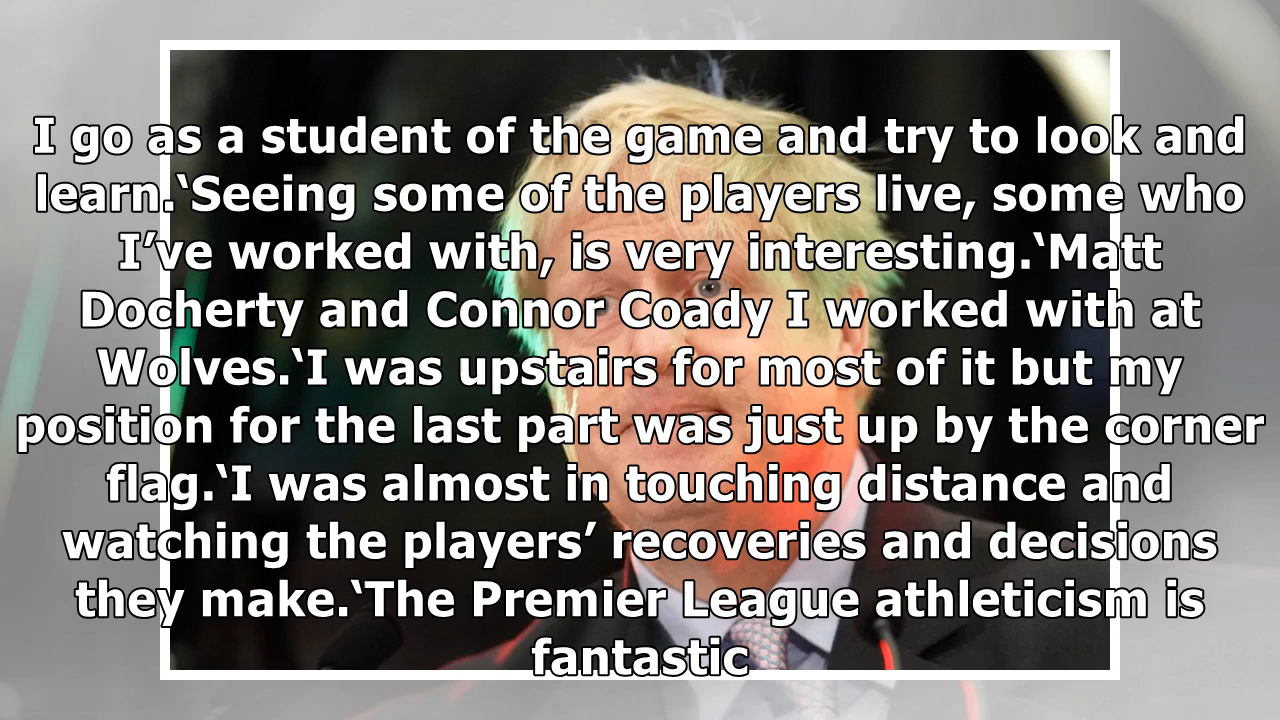 I go as a student of the game and try to look and
learn.‘Seeing some of the players live, some who
I’ve worked with, is very interesting.‘Matt
Docherty and Connor Coady I worked with at
Wolves.‘I was upstairs for most of it but my
position for the last part was just up by the corner
flag.‘I was almost in touching distance and
watching the players’ recoveries and decisions
they make.‘The Premier League athleticism is
fantastic